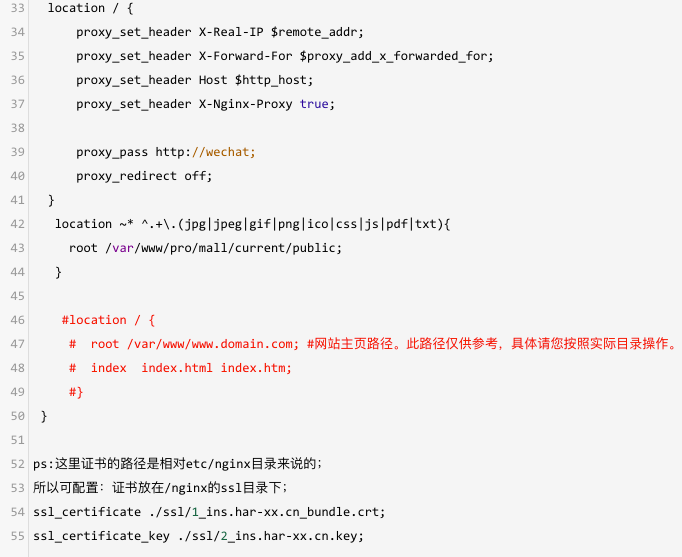 33 location / {
34 proxy_set_header X-Real-IP $remote_addr;
35 proxy_set_header X-Forward-For $proxy_add_x_forwarded_for;
36 proxy_set_header Host $http_host;
37 proxy_set_header X-Nginx-Proxy true;
38
39 proxy_pass http://wechat;
40 proxy_redirect off;
41 }
42 location ~* ^.+\.(jpg|jpeg|gif|png|ico|css|js|pdf|txt){
43 root /var/www/pro/mall/current/public;
44 }
45
46 #location / {
47 # root /var/www/www.domain.com; #网站主页路径。此路径仅供参考，具体请您按照实际目录操作。
48 # index index.html index.htm;
49 #}
50 }
51
52 ps:这里证书的路径是相对etc/nginx目录来说的;
53 所以可配置：证书放在/nginx的ssl目录下;
54 ssl_certificate ./ssl/1_ins.har-xx.cn_bundle.crt;
55 ssl_certificate_key ./ssl/2_ins.har-xx.cn.key;